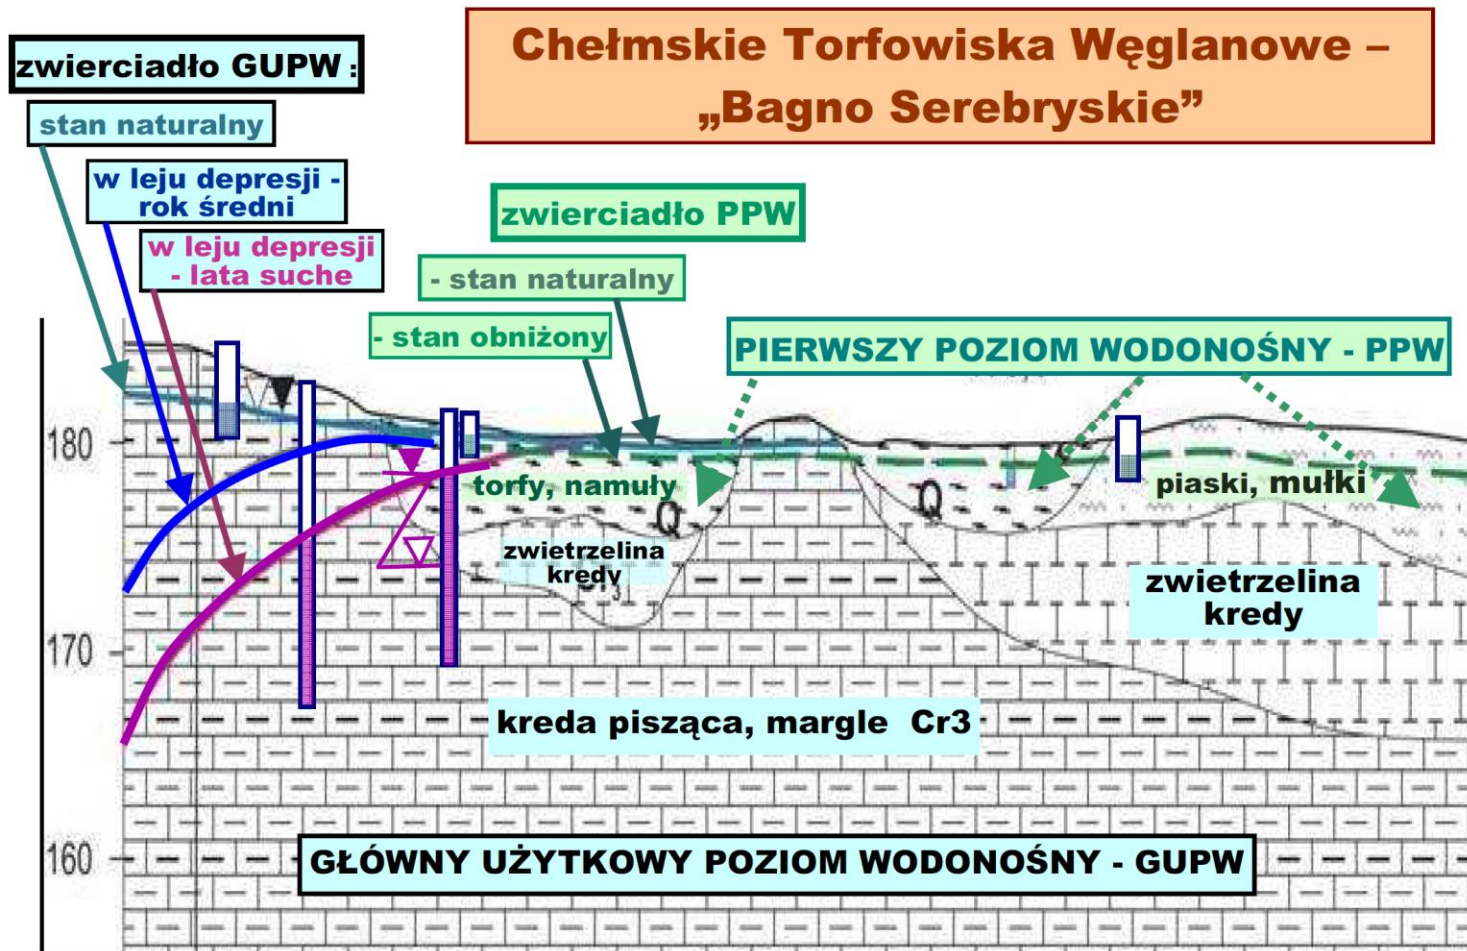 Chełmskie Torfowiska Węglanowe –
„Bagno Serebryskie”
zwierciadło GUPW :
stan naturalny
w leju depresji -
rok średni
w leju depresji
- lata suche
zwierciadło PPW
- stan naturalny
- stan obniżony
PIERWSZY POZIOM WODONOŚNY - PPW
180
torfy, namuły
Q
Q
piaski, mułki
zwietrzelina
kredy
Cr3
zwietrzelina
kredy
170
kreda pisząca, margle Cr3
160
GŁÓWNY UŻYTKOWY POZIOM WODONOŚNY - GUPW